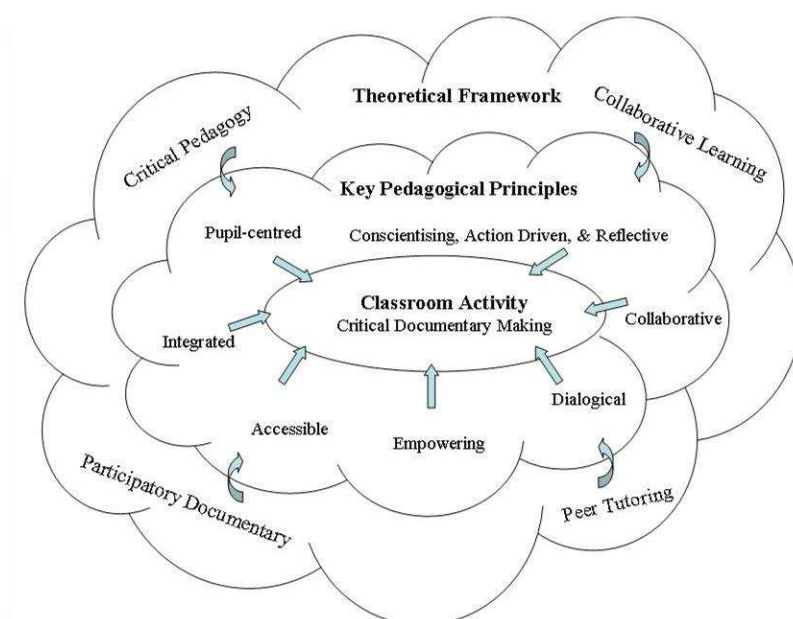 Theoretical Framework
Critical Pedagogy
Collaborative Learning
Key Pedagogical Principles
Pupil-centred
Conscientising, Action Driven, & Reflective
Classroom Activity
Critical Documentary Making
Integrated
Collaborative
Accessible
Empowering
Dialogical
Participatory Documentary
Peer Tutoring